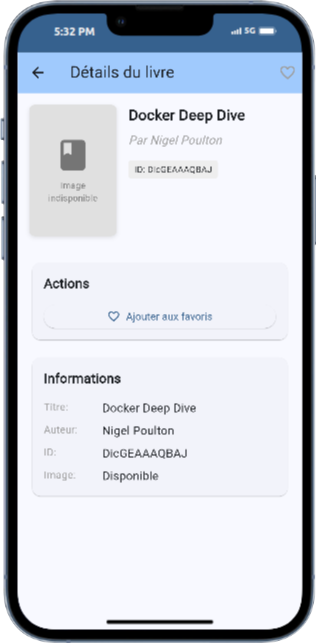 5:32 PM
5G
Détails du livre
Docker Deep Dive
Par Nigel Poulton
ID: DicGEAAAQBAJ
Image
indisponible
Actions
Ajouter aux favoris
Informations
Titre: Docker Deep Dive
Auteur: Nigel Poulton
ID: DicGEAAAQBAJ
Image: Disponible